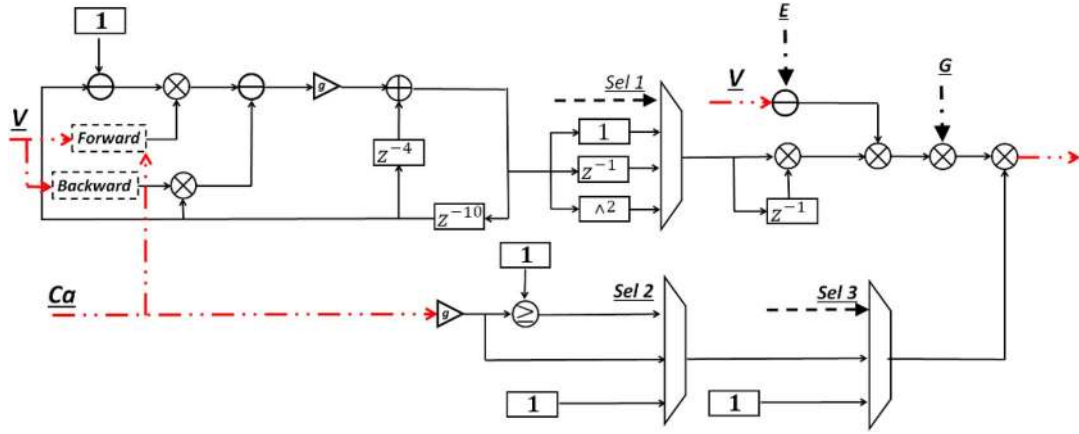 E
1
V
Sel 1
G
V
g
Forward
1
z⁻⁴
z⁻¹
Backward
∧2
z⁻¹
z⁻¹⁰
1
Ca
Sel 2
Sel 3
g
≥
1
1